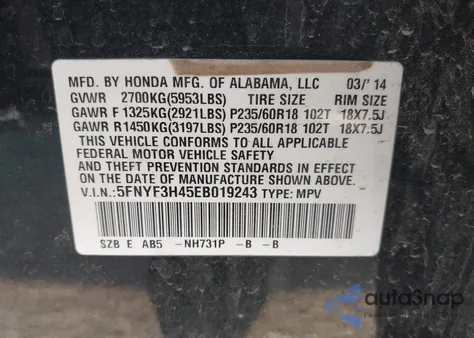 MFD. BY HONDA MFG. OF ALABAMA, LLC 03/'14
GVWR 2700KG(5953LBS) TIRE SIZE RIM SIZE
GAWR F 1325KG(2921LBS) P235/60R18 102T 18X7.5J
GAWR R1450KG(3197LBS) P235/60R18 102T 18X7.5J
THIS VEHICLE CONFORMS TO ALL APPLICABLE
FEDERAL MOTOR VEHICLE SAFETY, BUMPER,
AND THEFT PREVENTION STANDARDS IN EFFECT ON
THE DATE OF MANUFACTURE SHOWN ABOVE.
V.I.N.: 5FNYF3H45EB019243 TYPE: MPV
SZB E AB5 -NH731P -B -B
autoSnap